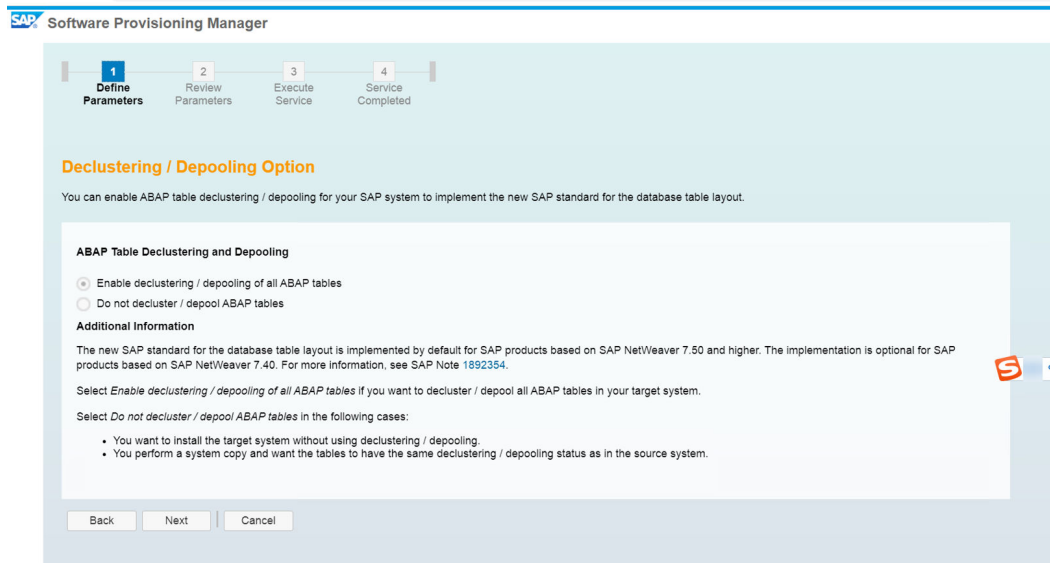 SAP Software Provisioning Manager
1 2 3 4
Define Review Execute Service
Parameters Parameters Service Completed
Declustering / Depooling Option
You can enable ABAP table declustering / depooling for your SAP system to implement the new SAP standard for the database table layout.
ABAP Table Declustering and Depooling
Enable declustering / depooling of all ABAP tables
Do not decluster / depool ABAP tables
Additional Information
The new SAP standard for the database table layout is implemented by default for SAP products based on SAP NetWeaver 7.50 and higher. The implementation is optional for SAP
products based on SAP NetWeaver 7.40. For more information, see SAP Note 1892354.
Select Enable declustering / depooling of all ABAP tables if you want to decluster / depool all ABAP tables in your target system.
Select Do not decluster / depool ABAP tables in the following cases:
• You want to install the target system without using declustering / depooling.
• You perform a system copy and want the tables to have the same declustering / depooling status as in the source system.
Back Next Cancel